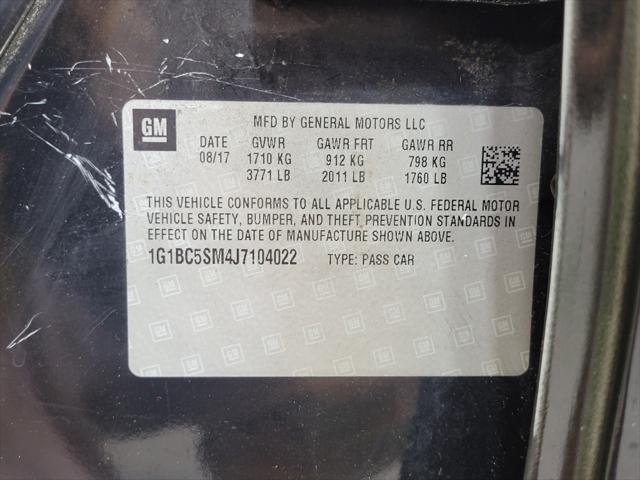 GM
MFD BY GENERAL MOTORS LLC
DATE GVWR GAWR FRT GAWR RR
08/17 1710 KG 912 KG 798 KG
3771 LB 2011 LB 1760 LB
THIS VEHICLE CONFORMS TO ALL APPLICABLE U.S. FEDERAL MOTOR
VEHICLE SAFETY, BUMPER, AND THEFT PREVENTION STANDARDS IN
EFFECT ON THE DATE OF MANUFACTURE SHOWN ABOVE.
1G1BC5SM4J7104022 TYPE: PASS CAR